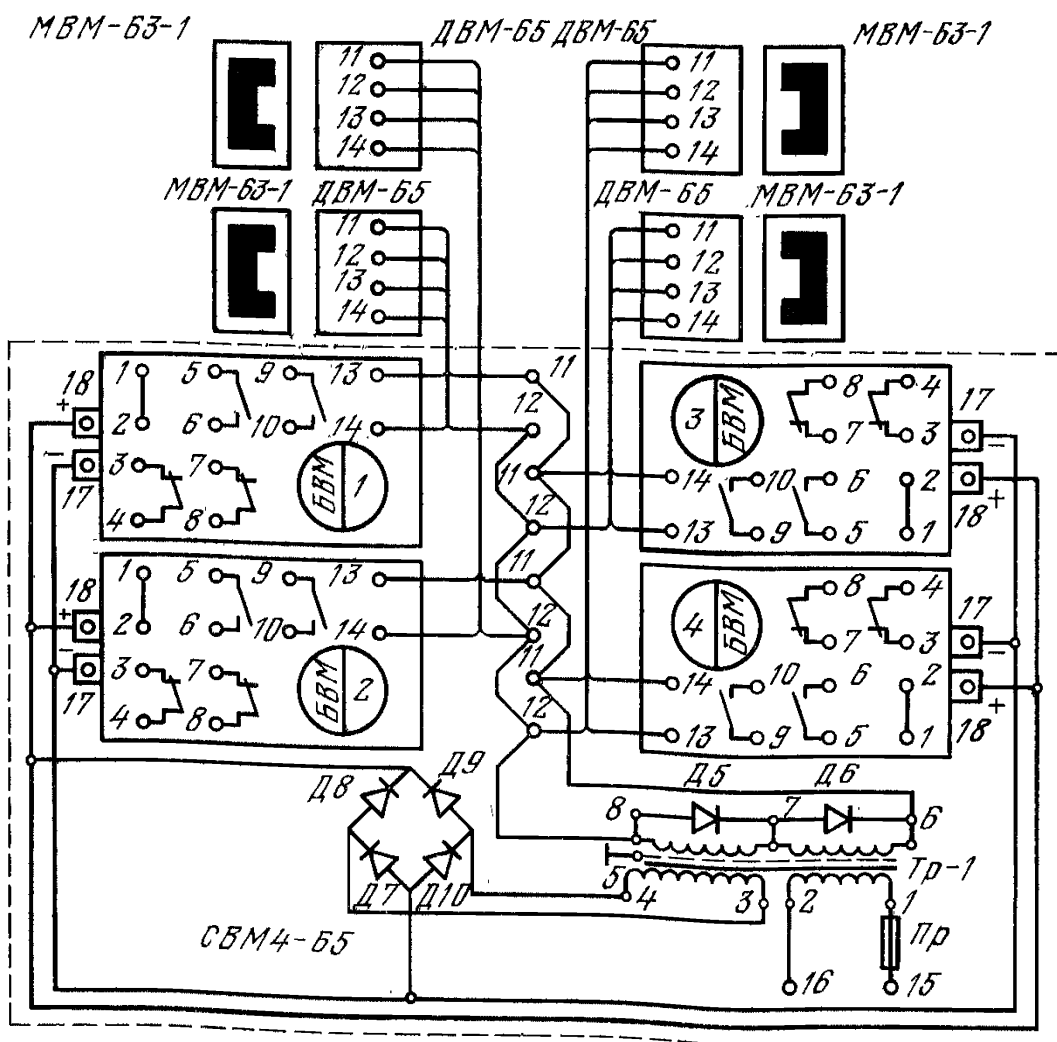 МВМ-63-1 ДВМ-65 ДВМ-65 МВМ-63-1
11 11
12 12
13 13
14 14
МВМ-63-1 ДВМ-65 ДВМ-65 МВМ-63-1
11 11
12 12
13 13
14 14
18 1 5 9 13 11 3 БВМ 8 4 17
+ 2 6 10 14 12 7 3 -
- 3 7 БВМ 1 11 14 10 6 2 +
17 4 8 12 13 9 5 1 18
18 1 5 9 13 11 4 БВМ 8 4 17
+ 2 6 10 14 12 7 3 -
- 3 7 БВМ 2 11 14 10 6 2 +
17 4 8 12 13 9 5 1 18
Д8 Д9 Д5 Д6
8 7 6
5 Тр-1
Д7 Д10 4 3 2 1
СВМ4-65 Пр
16 15